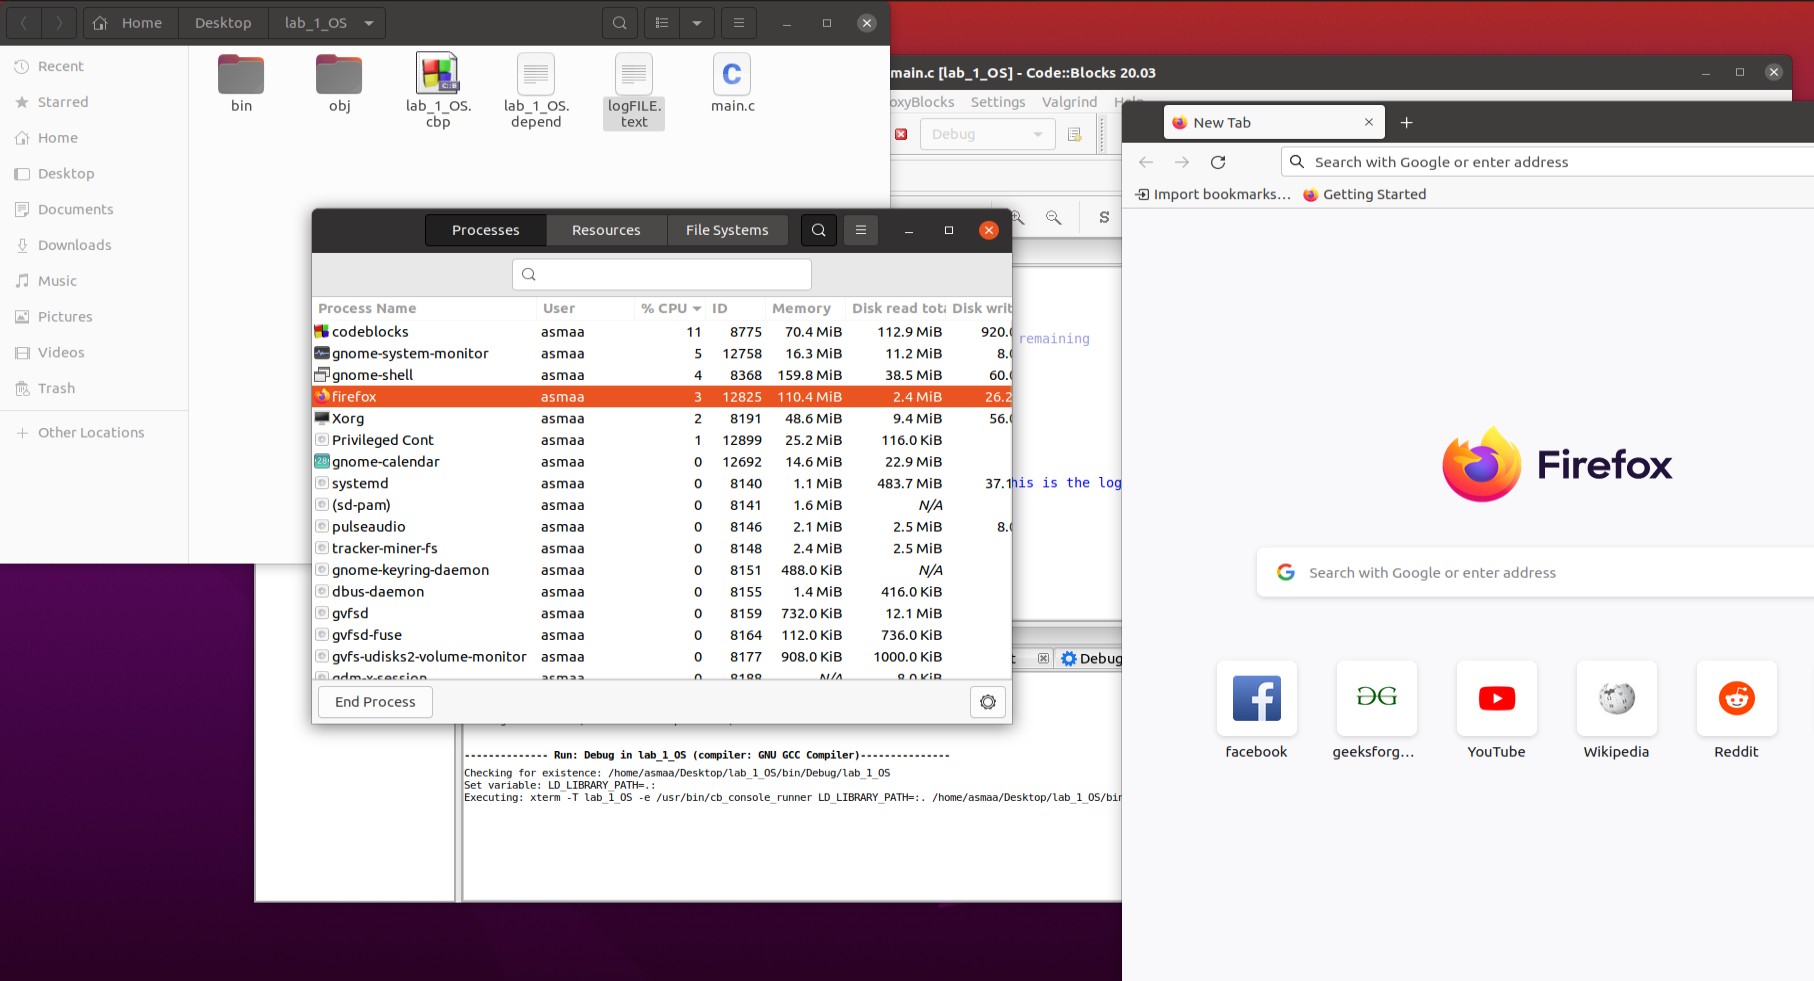 Home
Desktop
lab_1_OS
Recent
Starred
Home
Desktop
Documents
Downloads
Music
Pictures
Videos
Trash
Other Locations
bin
obj
lab_1_OS.
cbp
lab_1_OS.
depend
logFILE.
text
main.c
main.c [lab_1_OS] - Code::Blocks 20.03
oxyBlocks Settings Valgrind Help
Debug
S
remaining
his is the log
Debug
Processes
Resources
File Systems
Process Name User % CPU ID Memory Disk read tota Disk writ
codeblocks asmaa 11 8775 70.4 MiB 112.9 MiB 920.0
gnome-system-monitor asmaa 5 12758 16.3 MiB 11.2 MiB 8.0
gnome-shell asmaa 4 8368 159.8 MiB 38.5 MiB 60.0
firefox asmaa 3 12825 110.4 MiB 2.4 MiB 26.2
Xorg asmaa 2 8191 48.6 MiB 9.4 MiB 56.0
Privileged Cont asmaa 1 12899 25.2 MiB 116.0 KiB
gnome-calendar asmaa 0 12692 14.6 MiB 22.9 MiB
systemd asmaa 0 8140 1.1 MiB 483.7 MiB 37.1
(sd-pam) asmaa 0 8141 1.6 MiB N/A
pulseaudio asmaa 0 8146 2.1 MiB 2.5 MiB 8.0
tracker-miner-fs asmaa 0 8148 2.4 MiB 2.5 MiB
gnome-keyring-daemon asmaa 0 8151 488.0 KiB N/A
dbus-daemon asmaa 0 8155 1.4 MiB 416.0 KiB
gvfsd asmaa 0 8159 732.0 KiB 12.1 MiB
gvfsd-fuse asmaa 0 8164 112.0 KiB 736.0 KiB
gvfs-udisks2-volume-monitor asmaa 0 8177 908.0 KiB 1000.0 KiB
gdm-x-session asmaa 0 8188 N/A 8.0 KiB
End Process
-------------- Run: Debug in lab_1_OS (compiler: GNU GCC Compiler)---------------
Checking for existence: /home/asmaa/Desktop/lab_1_OS/bin/Debug/lab_1_OS
Set variable: LD_LIBRARY_PATH=.:
Executing: xterm -T lab_1_OS -e /usr/bin/cb_console_runner LD_LIBRARY_PATH=:. /home/asmaa/Desktop/lab_1_OS/bin
New Tab
Search with Google or enter address
Import bookmarks...
Getting Started
Firefox
Search with Google or enter address
facebook
geeksforg...
YouTube
Wikipedia
Reddit